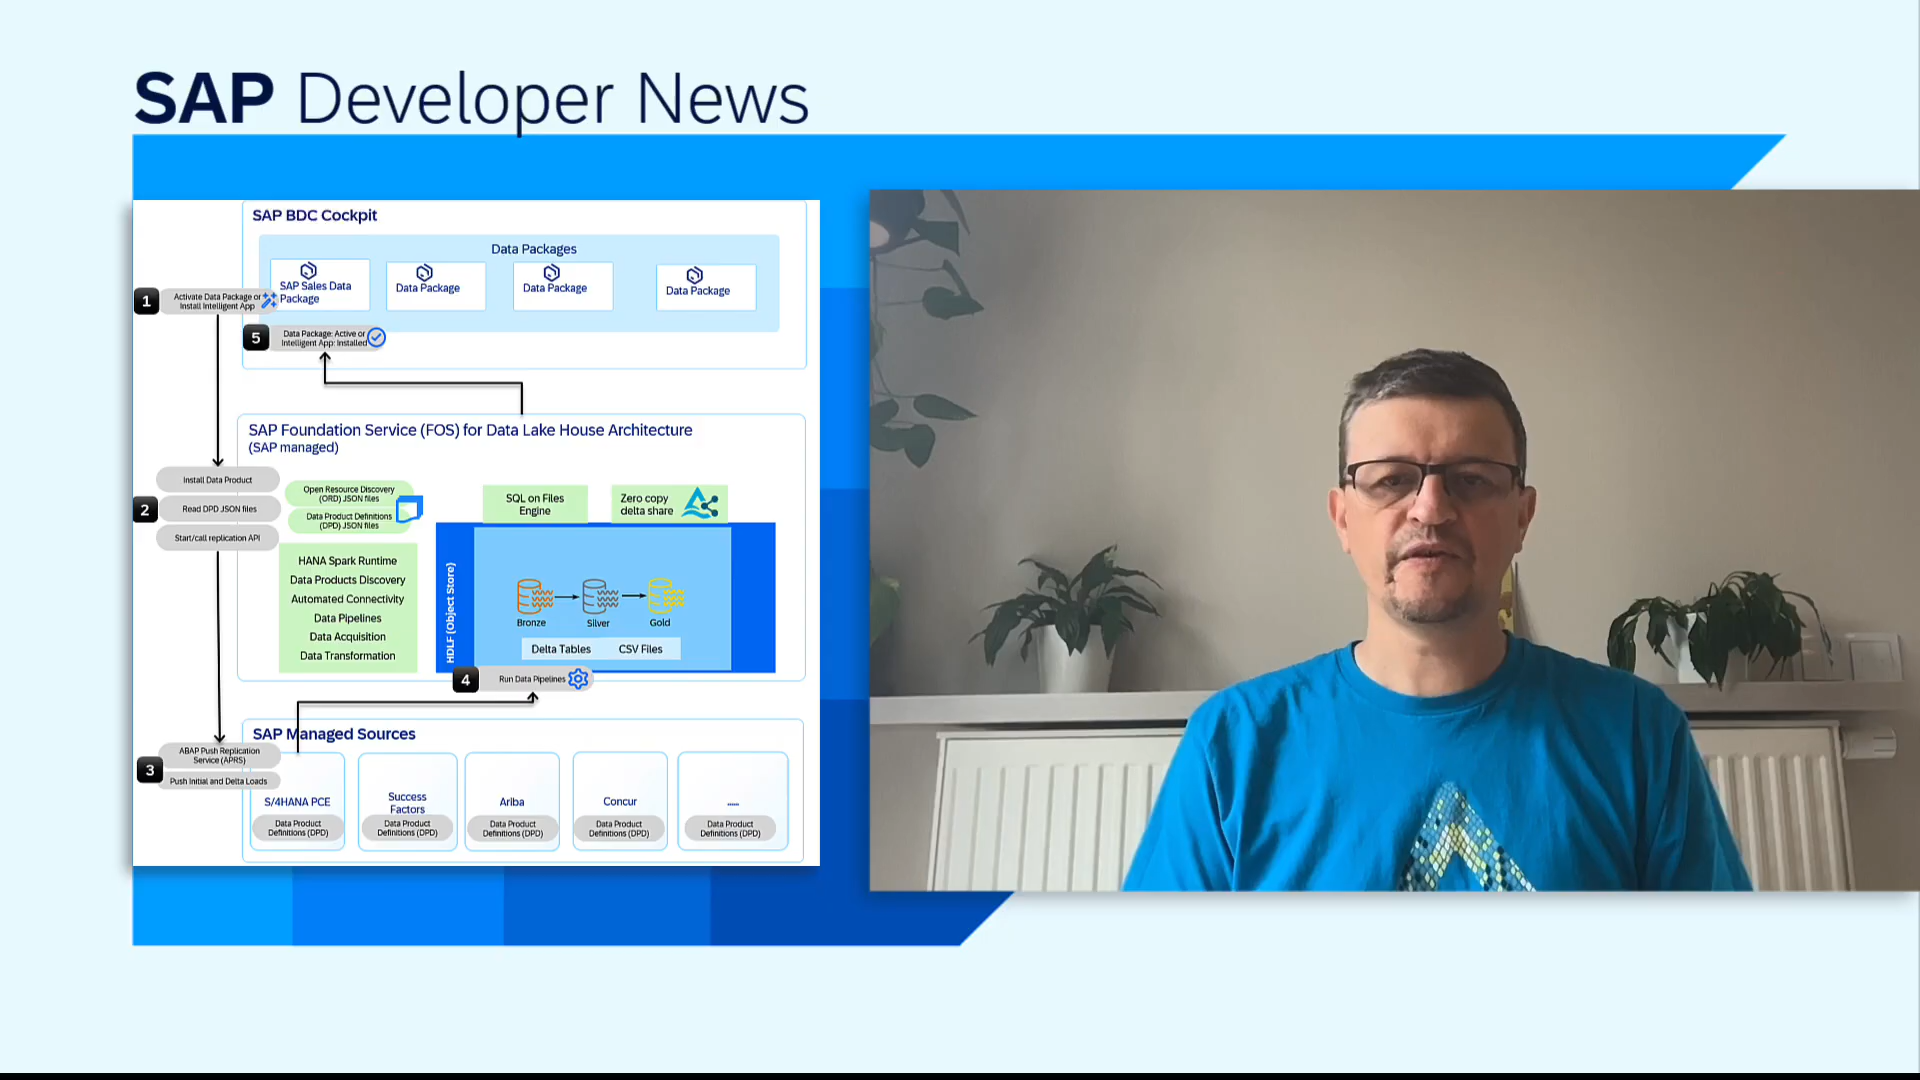 SAP Developer News
SAP BDC Cockpit
Data Packages
SAP Sales Data
Package
Data Package
Data Package
Data Package
1
Activate Data Package or
Install Intelligent App
5
Data Package: Active or
Intelligent App: Installed
SAP Foundation Service (FOS) for Data Lake House Architecture
(SAP managed)
2
Install Data Product
Read DPD JSON files
Start/call replication API
Open Resource Discovery
(ORD) JSON files
Data Product Definitions
(DPD) JSON files
SQL on Files
Engine
Zero copy
delta share
HANA Spark Runtime
Data Products Discovery
Automated Connectivity
Data Pipelines
Data Acquisition
Data Transformation
HDLF (Object Store)
Bronze
Silver
Gold
Delta Tables
CSV Files
4
Run Data Pipelines
SAP Managed Sources
3
ABAP Push Replication
Service (APRS)
Push Initial and Delta Loads
S/4HANA PCE
Data Product
Definitions (DPD)
Success
Factors
Data Product
Definitions (DPD)
Ariba
Data Product
Definitions (DPD)
Concur
Data Product
Definitions (DPD)
......
Data Product
Definitions (DPD)